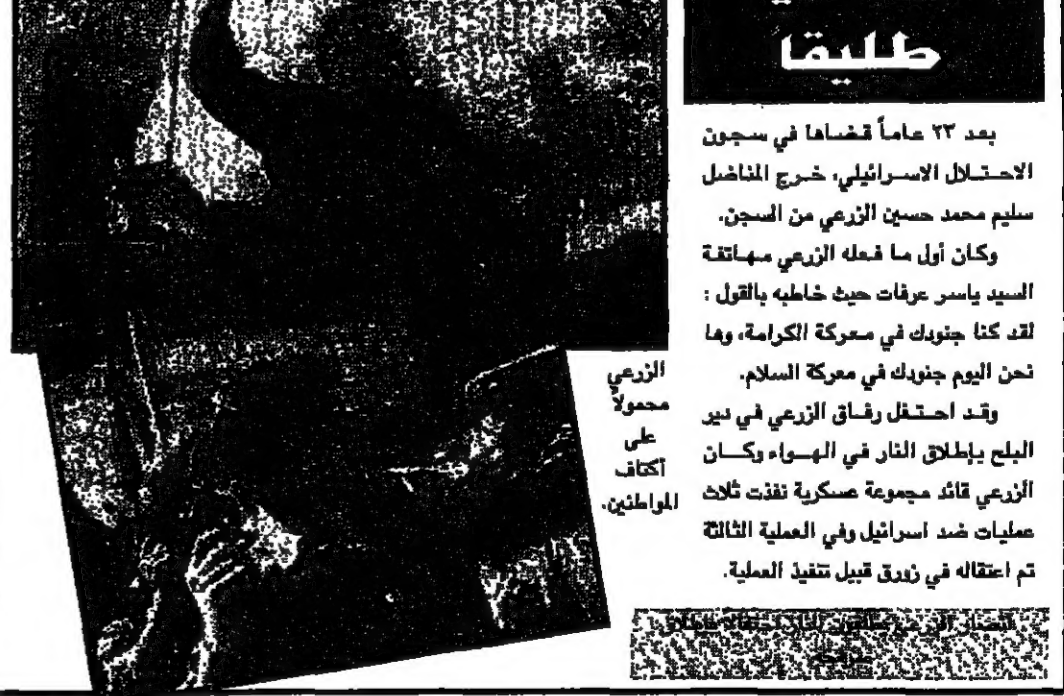 طليقاً
بعد ٢٣ عاماً قضاها في سجون
الاحتلال الاسرائيلي، خرج المناضل
سليم محمد حسين الزرعي من السجن.
وكان أول ما فعله الزرعي مهاتفة
السيد ياسر عرفات حيث خاطبه بالقول :
لقد كنا جنودك في معركة الكرامة، وها
نحن اليوم جنودك في معركة السلام.
وقد احتفل رفاق الزرعي في دير
البلح بإطلاق النار في الهواء وكان
الزرعي قائد مجموعة عسكرية نفذت ثلاث
عمليات ضد اسرائيل وفي العملية الثالثة
تم اعتقاله في زورق قبيل تنفيذ العملية.
الزرعي
محمولاً
على
أكتاف
المواطنين.